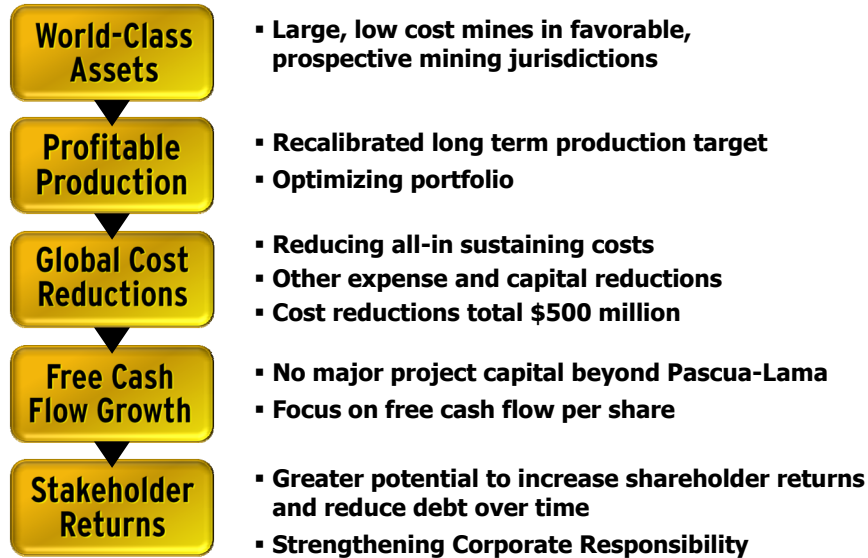 World-Class
Assets
▪ Large, low cost mines in favorable,
prospective mining jurisdictions
Profitable
Production
▪ Recalibrated long term production target
▪ Optimizing portfolio
Global Cost
Reductions
▪ Reducing all-in sustaining costs
▪ Other expense and capital reductions
▪ Cost reductions total $500 million
Free Cash
Flow Growth
▪ No major project capital beyond Pascua-Lama
▪ Focus on free cash flow per share
Stakeholder
Returns
▪ Greater potential to increase shareholder returns
and reduce debt over time
▪ Strengthening Corporate Responsibility